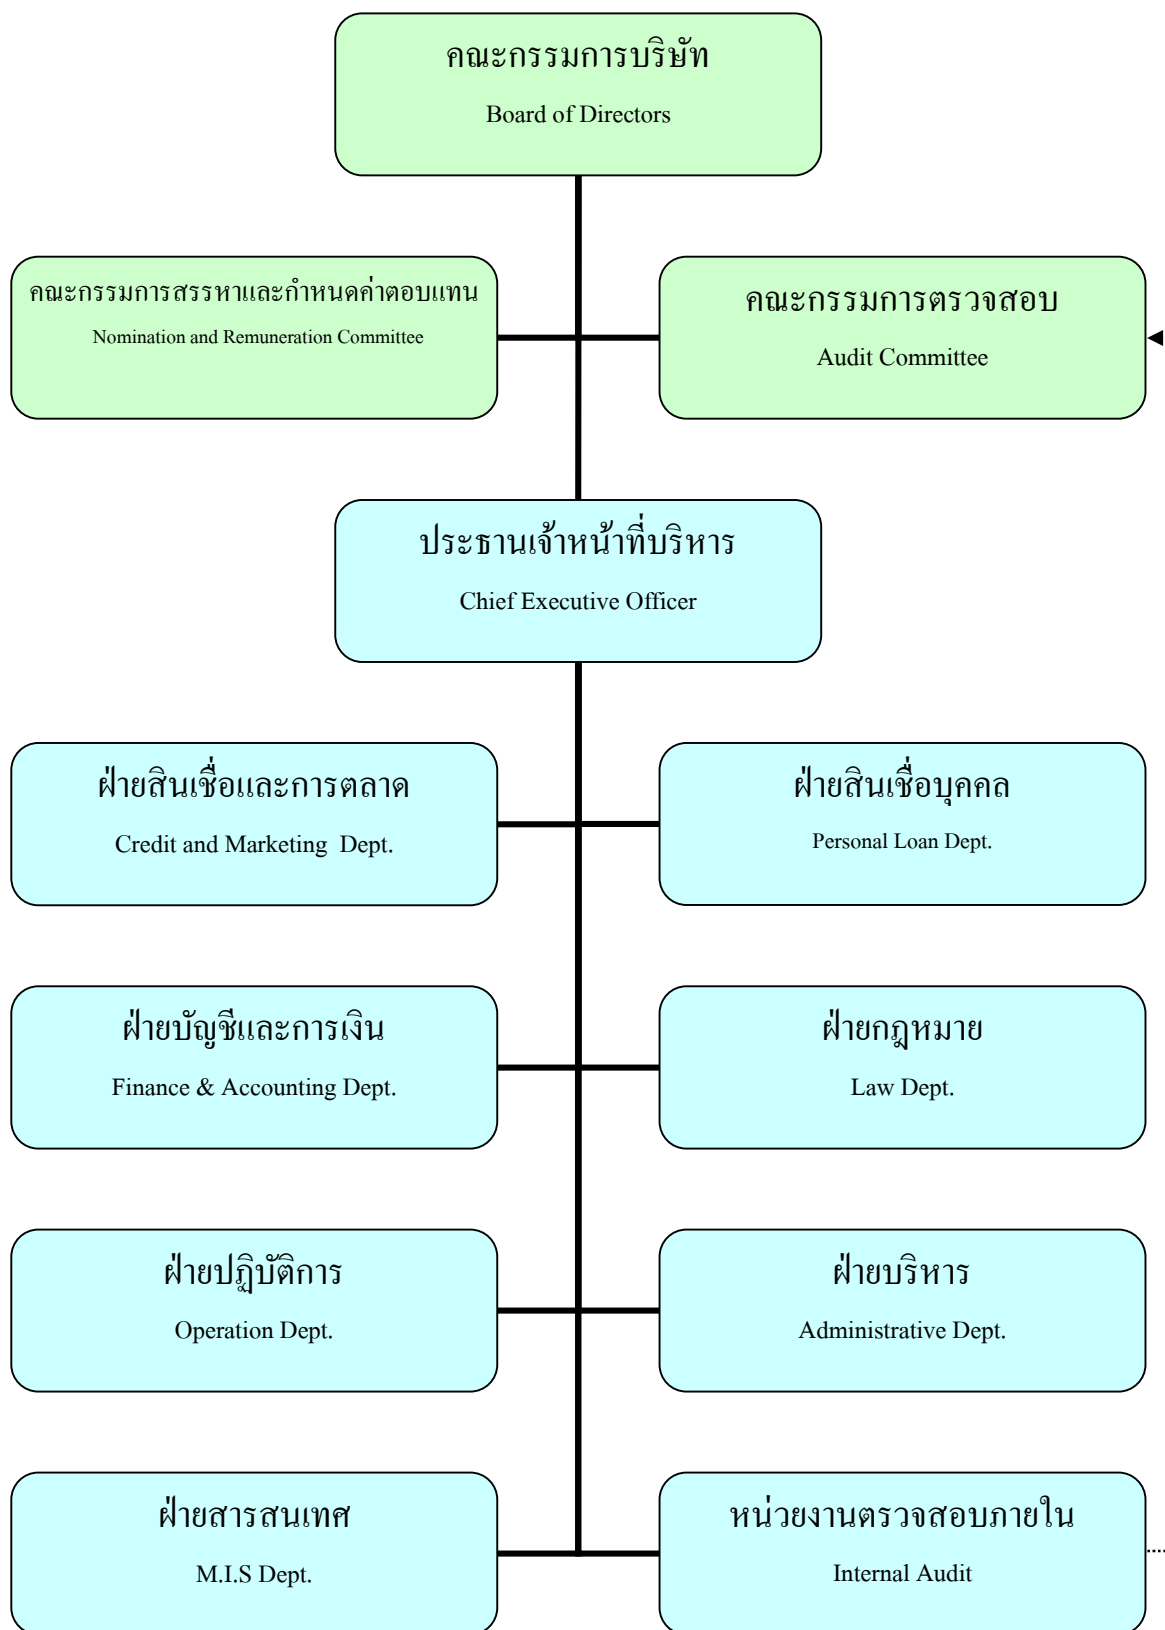 คณะกรรมการบริษัท
Board of Directors
คณะกรรมการสรรหาและกำหนดค่าตอบแทน
Nomination and Remuneration Committee
คณะกรรมการตรวจสอบ
Audit Committee
ประธานเจ้าหน้าที่บริหาร
Chief Executive Officer
ฝ่ายสินเชื่อและการตลาด
Credit and Marketing Dept.
ฝ่ายสินเชื่อบุคคล
Personal Loan Dept.
ฝ่ายบัญชีและการเงิน
Finance & Accounting Dept.
ฝ่ายกฎหมาย
Law Dept.
ฝ่ายปฏิบัติการ
Operation Dept.
ฝ่ายบริหาร
Administrative Dept.
ฝ่ายสารสนเทศ
M.I.S Dept.
หน่วยงานตรวจสอบภายใน
Internal Audit